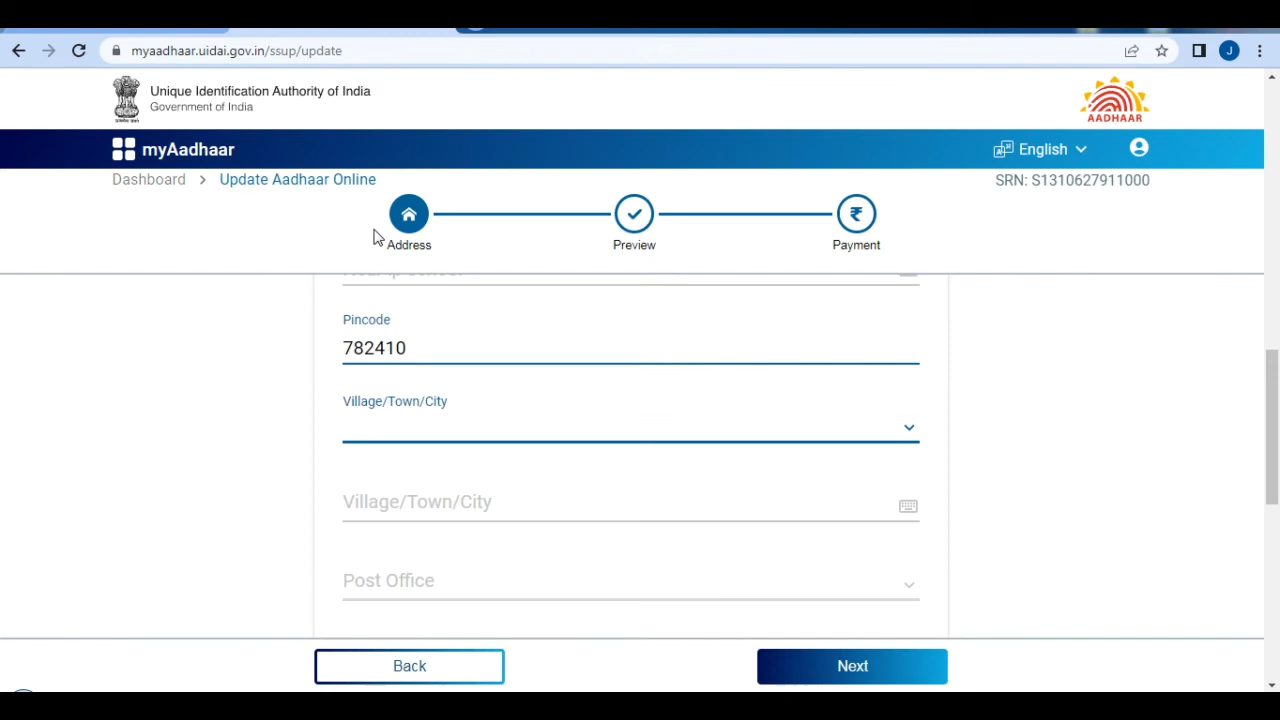 myaadhaar.uidai.gov.in/ssup/update
J
Unique Identification Authority of India
Government of India
AADHAAR
myAadhaar
English
Dashboard > Update Aadhaar Online
SRN: S1310627911000
Address
Preview
Payment
Pincode
782410
Village/Town/City
Village/Town/City
Post Office
Back
Next